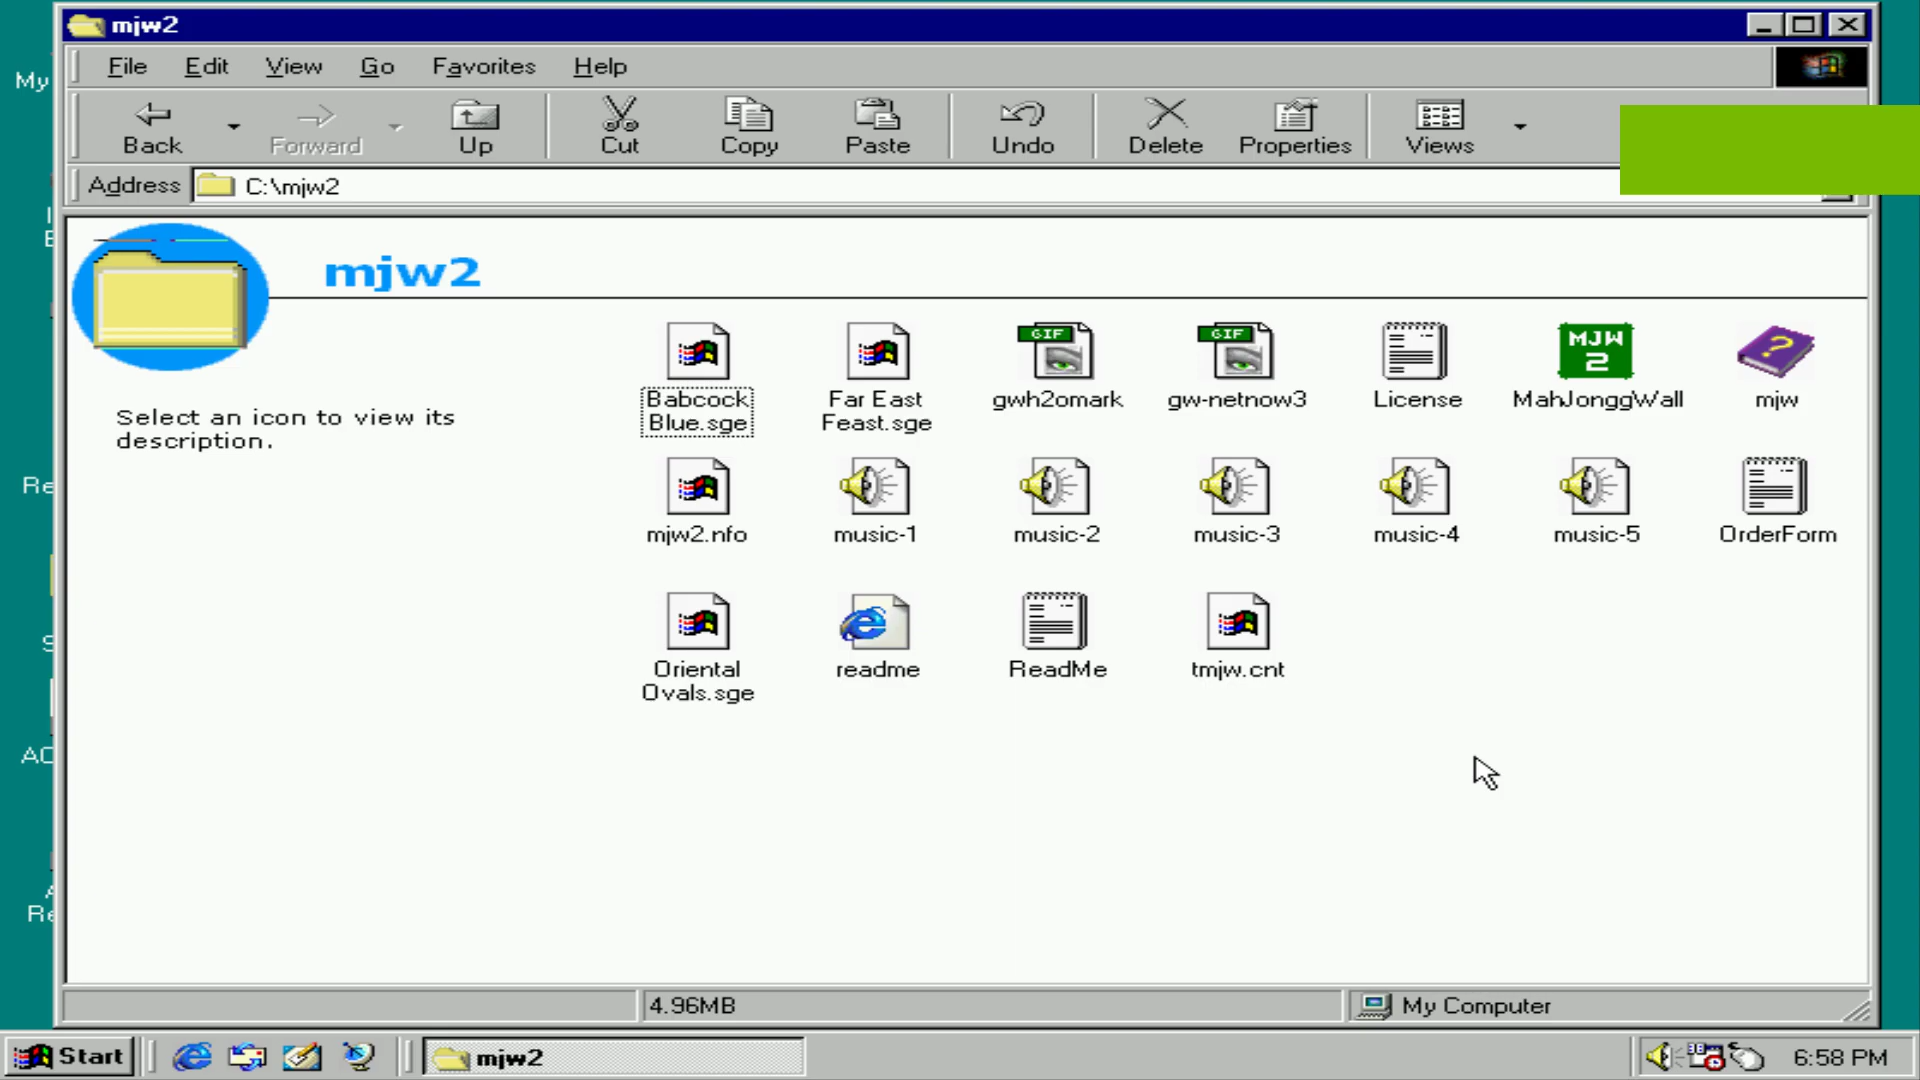 mjw2
File Edit View Go Favorites Help
My
Back Forward Up Cut Copy Paste Undo Delete Properties Views
Address C:\mjw2
mjw2
Select an icon to view its
description.
Babcock
Blue.sge
Far East
Feast.sge
GIF
gwh2omark
GIF
gw-netnow3
License
MJW
2
MahJonggWall
mjw
mjw2.nfo
music-1
music-2
music-3
music-4
music-5
OrderForm
Oriental
Ovals.sge
readme
ReadMe
tmjw.cnt
4.96MB
My Computer
Start
mjw2
6:58 PM